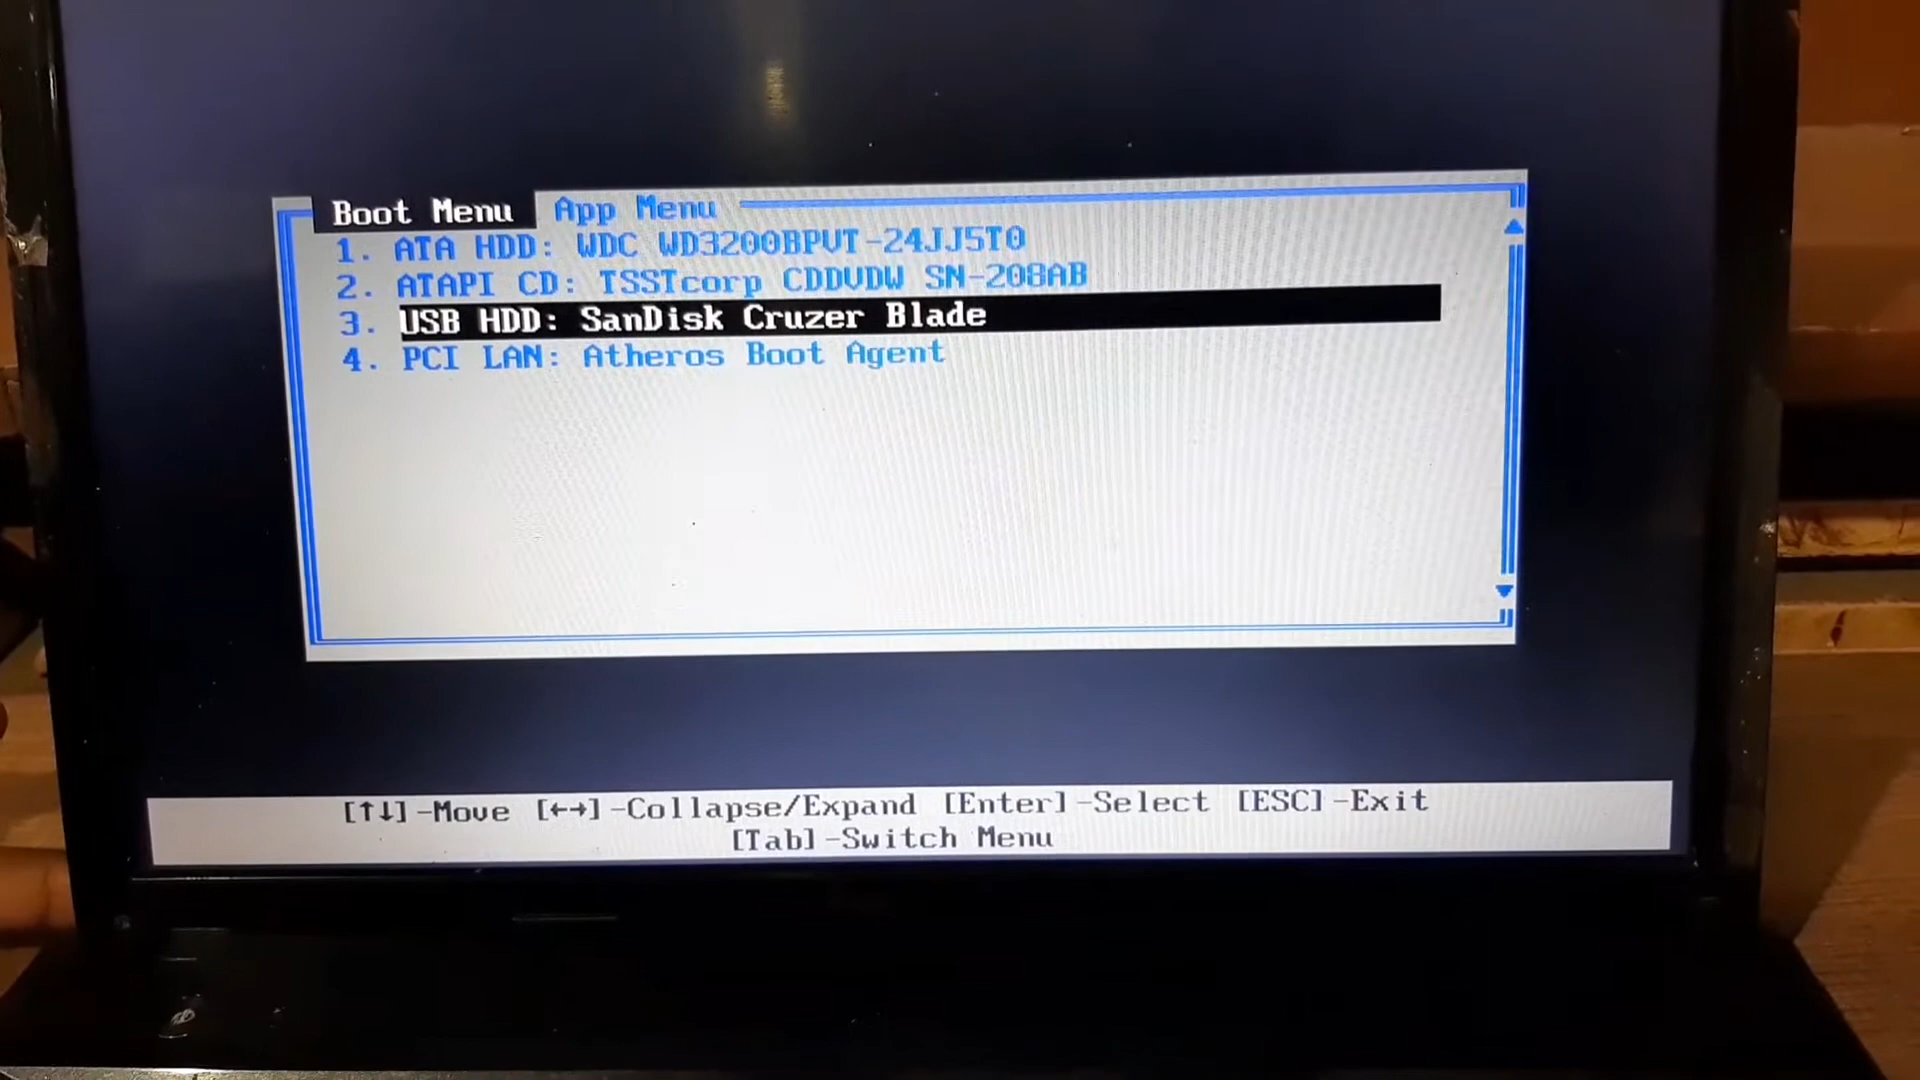 Boot Menu App Menu
1. ATA HDD: WDC WD3200BPVT-24JJ5T0
2. ATAPI CD: TSSTcorp CDDVDW SN-208AB
3. USB HDD: SanDisk Cruzer Blade
4. PCI LAN: Atheros Boot Agent
[↑↓]-Move [←→]-Collapse/Expand [Enter]-Select [ESC]-Exit
[Tab]-Switch Menu